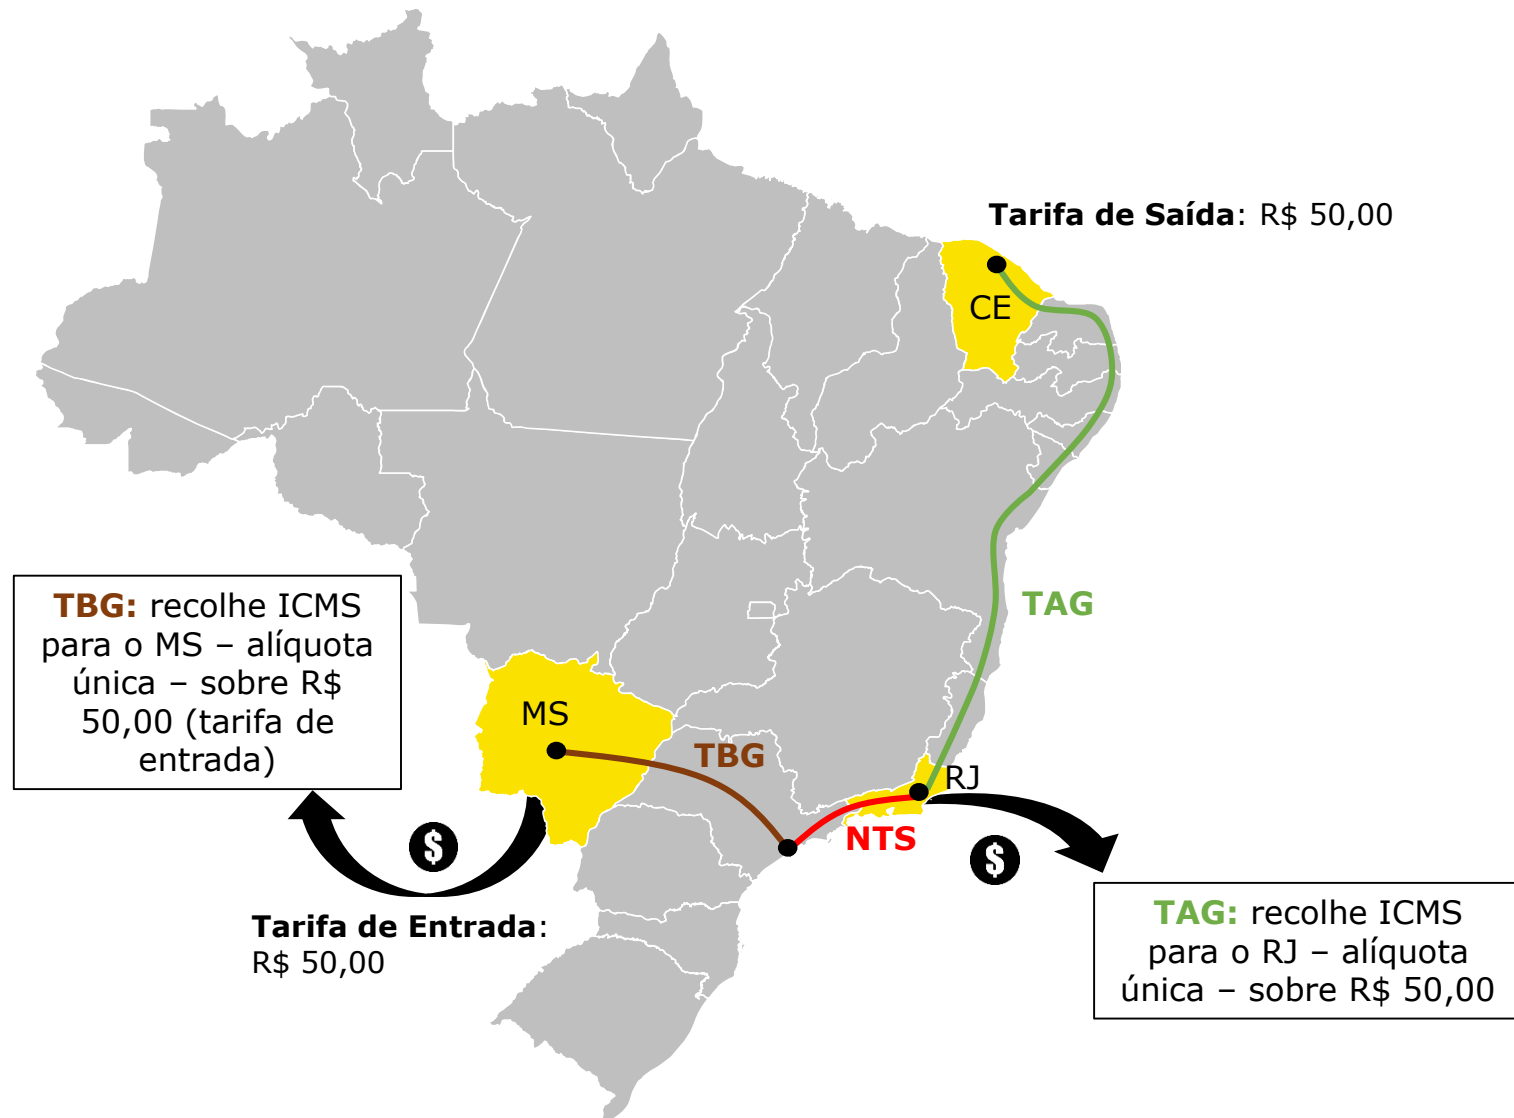 Tarifa de Saída: R$ 50,00
CE
TBG: recolhe ICMS
para o MS – alíquota
única – sobre R$
50,00 (tarifa de
entrada)
TAG
MS
TBG
RJ
NTS
$
$
Tarifa de Entrada:
R$ 50,00
TAG: recolhe ICMS
para o RJ – alíquota
única – sobre R$ 50,00